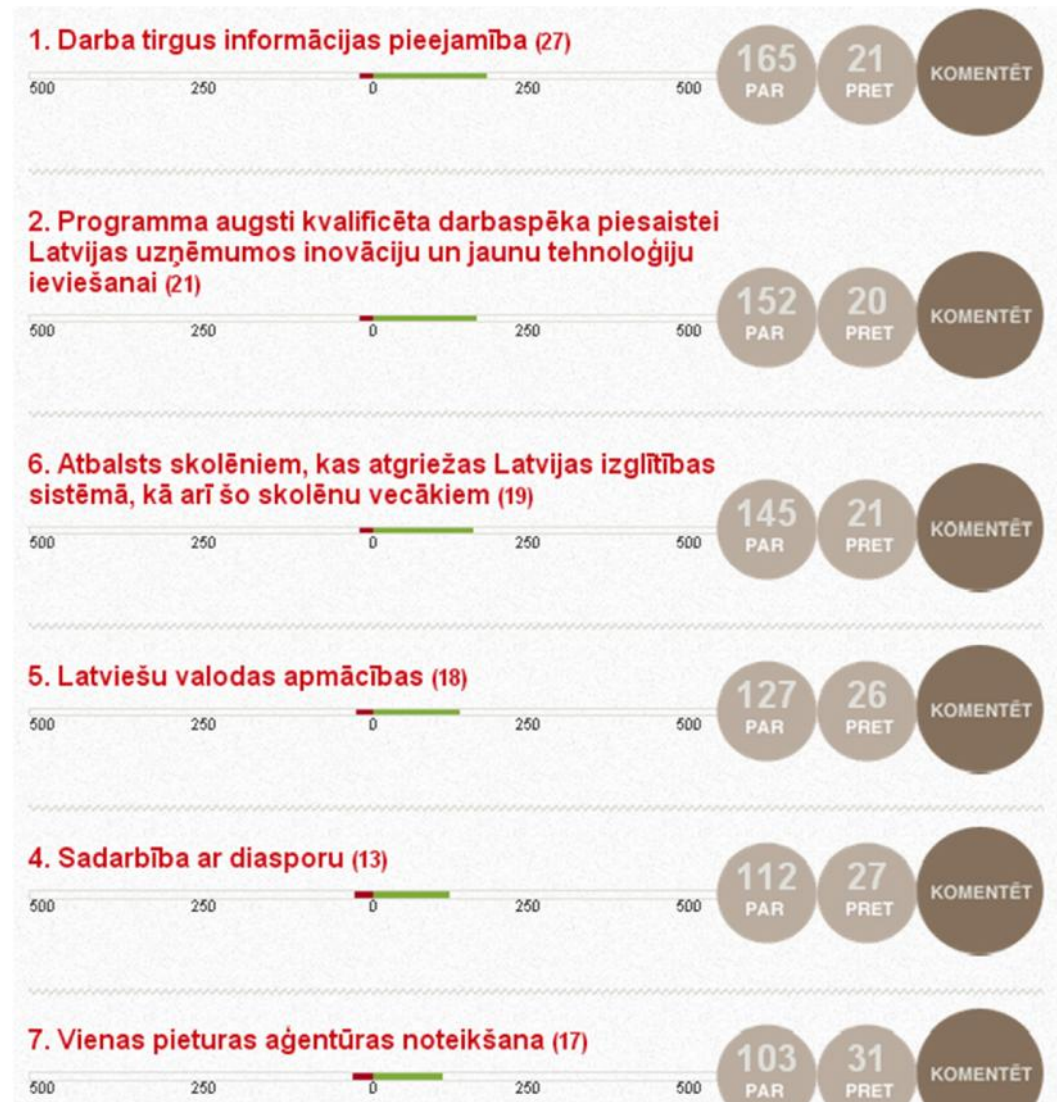 1. Darba tirgus informācijas pieejamība (27)
165 PAR
21 PRET
KOMENTĒT
500 250 0 250 500
2. Programma augsti kvalificēta darbaspēka piesaistei
Latvijas uzņēmumos inovāciju un jaunu tehnoloģiju
ieviešanai (21)
152 PAR
20 PRET
KOMENTĒT
500 250 0 250 500
6. Atbalsts skolēniem, kas atgriežas Latvijas izglītības
sistēmā, kā arī šo skolēnu vecākiem (19)
145 PAR
21 PRET
KOMENTĒT
500 250 0 250 500
5. Latviešu valodas apmācības (18)
127 PAR
26 PRET
KOMENTĒT
500 250 0 250 500
4. Sadarbība ar diasporu (13)
112 PAR
27 PRET
KOMENTĒT
500 250 0 250 500
7. Vienas pieturas aģentūras noteikšana (17)
103 PAR
31 PRET
KOMENTĒT
500 250 0 250 500